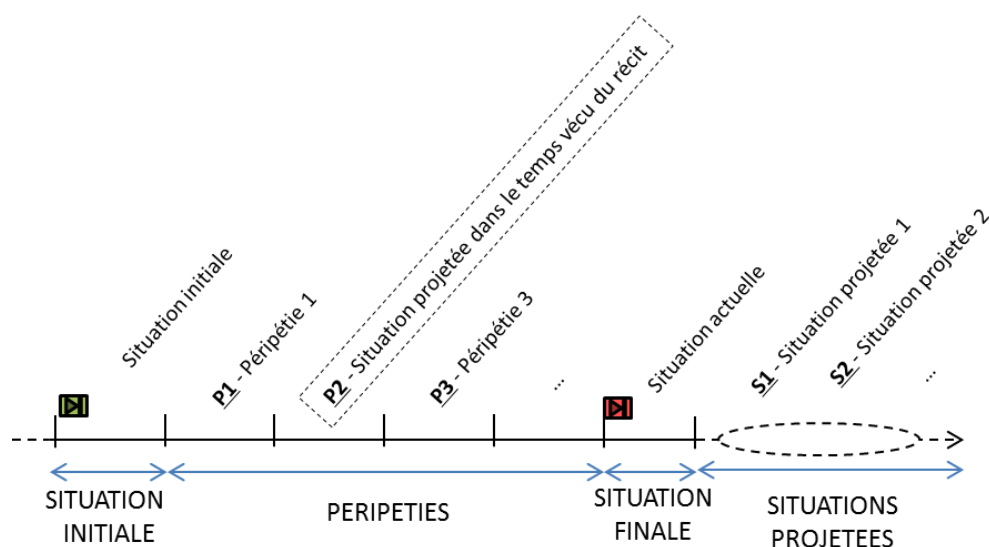 Situation initiale
P1 - Péripétie 1
P2 - Situation projetée dans le temps vécu du récit
P3 - Péripétie 3
...
Situation actuelle
S1 - Situation projetée 1
S2 - Situation projetée 2
...
SITUATION
INITIALE
PERIPETIES
SITUATION
FINALE
SITUATIONS
PROJETEES